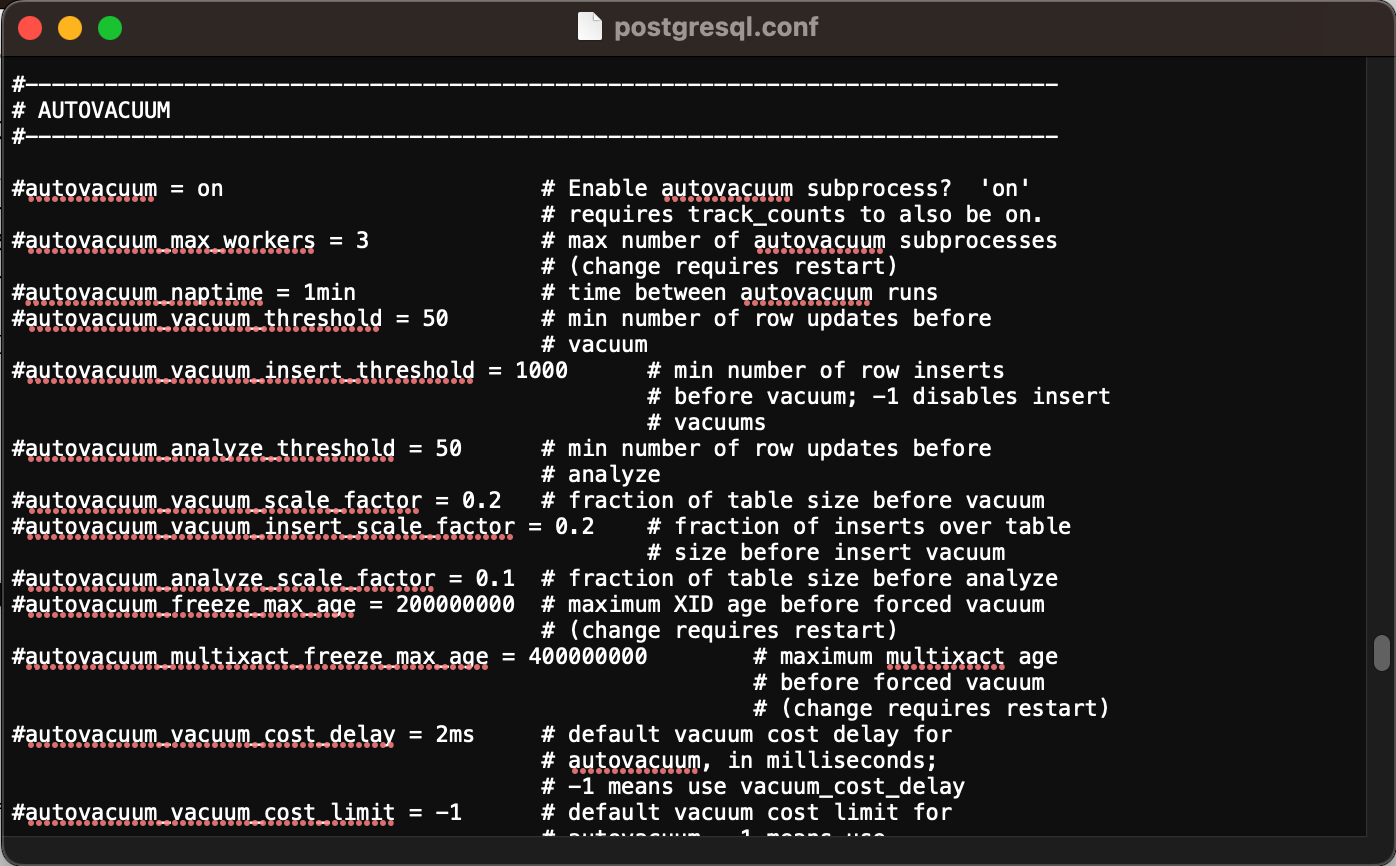 postgresql.conf
#------------------------------------------------------------------------------
# AUTOVACUUM
#------------------------------------------------------------------------------
#autovacuum = on # Enable autovacuum subprocess?  'on'
# requires track_counts to also be on.
#autovacuum_max_workers = 3 # max number of autovacuum subprocesses
# (change requires restart)
#autovacuum_naptime = 1min # time between autovacuum runs
#autovacuum_vacuum_threshold = 50 # min number of row updates before
# vacuum
#autovacuum_vacuum_insert_threshold = 1000 # min number of row inserts
# before vacuum; -1 disables insert
# vacuums
#autovacuum_analyze_threshold = 50 # min number of row updates before
# analyze
#autovacuum_vacuum_scale_factor = 0.2 # fraction of table size before vacuum
#autovacuum_vacuum_insert_scale_factor = 0.2 # fraction of inserts over table
# size before insert vacuum
#autovacuum_analyze_scale_factor = 0.1 # fraction of table size before analyze
#autovacuum_freeze_max_age = 200000000 # maximum XID age before forced vacuum
# (change requires restart)
#autovacuum_multixact_freeze_max_age = 400000000 # maximum multixact age
# before forced vacuum
# (change requires restart)
#autovacuum_vacuum_cost_delay = 2ms # default vacuum cost delay for
# autovacuum, in milliseconds;
# -1 means use vacuum_cost_delay
#autovacuum_vacuum_cost_limit = -1 # default vacuum cost limit for